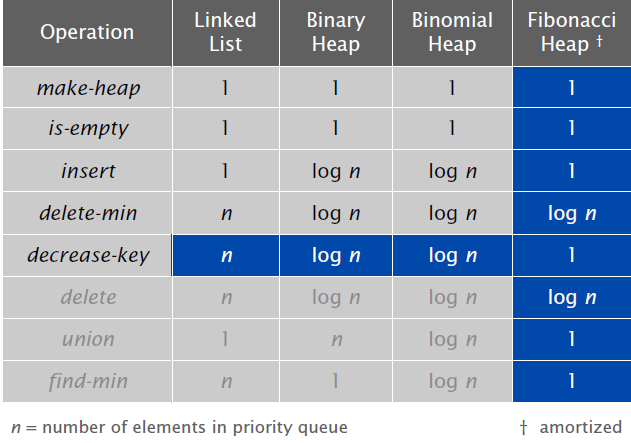 Operation Linked List Binary Heap Binomial Heap Fibonacci Heap †
make-heap 1 1 1 1
is-empty 1 1 1 1
insert 1 log n log n 1
delete-min n log n log n log n
decrease-key n log n log n 1
delete n log n log n log n
union 1 n log n 1
find-min n 1 log n 1
n = number of elements in priority queue † amortized